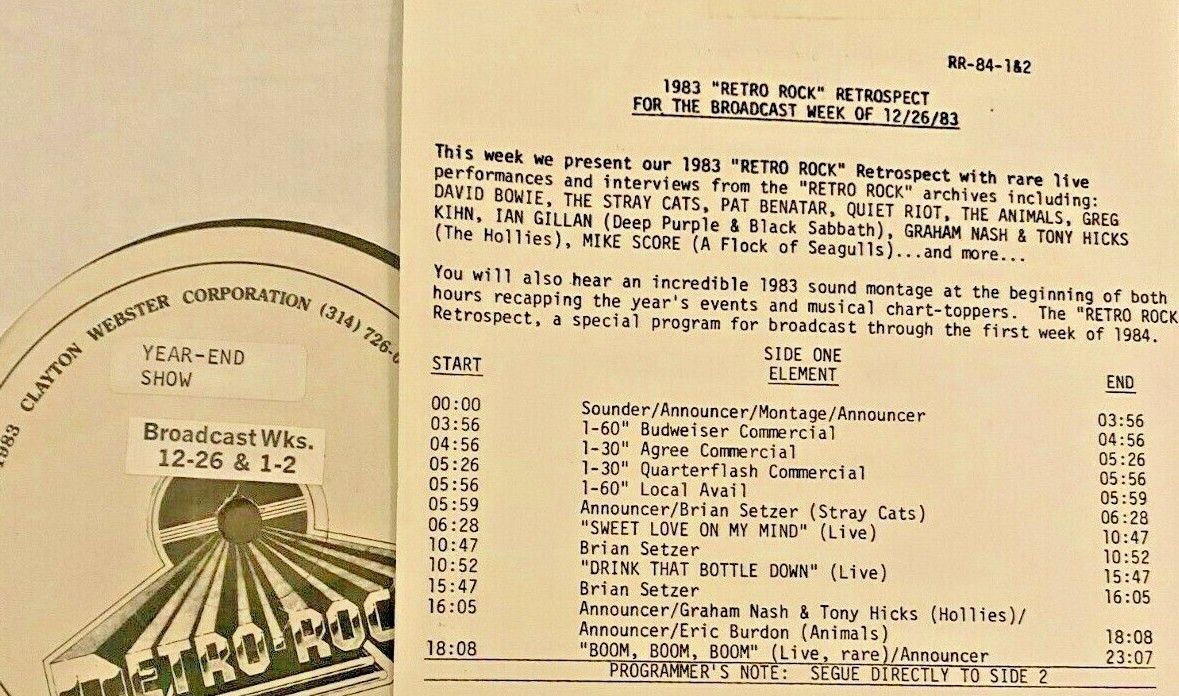 1983 CLAYTON WEBSTER CORPORATION (314) 726-
YEAR-END
SHOW
Broadcast Wks.
12-26 & 1-2
RETRO-ROC
RR-84-1&2
1983 "RETRO ROCK" RETROSPECT
FOR THE BROADCAST WEEK OF 12/26/83
This week we present our 1983 "RETRO ROCK" Retrospect with rare live
performances and interviews from the "RETRO ROCK" archives including:
DAVID BOWIE, THE STRAY CATS, PAT BENATAR, QUIET RIOT, THE ANIMALS, GREG
KIHN, IAN GILLAN (Deep Purple & Black Sabbath), GRAHAM NASH & TONY HICKS
(The Hollies), MIKE SCORE (A Flock of Seagulls)...and more...
You will also hear an incredible 1983 sound montage at the beginning of both
hours recapping the year's events and musical chart-toppers. The "RETRO ROCK
Retrospect, a special program for broadcast through the first week of 1984.
SIDE ONE
START ELEMENT END
00:00 Sounder/Announcer/Montage/Announcer 03:56
03:56 1-60" Budweiser Commercial 04:56
04:56 1-30" Agree Commercial 05:26
05:26 1-30" Quarterflash Commercial 05:56
05:56 1-60" Local Avail 05:59
05:59 Announcer/Brian Setzer (Stray Cats) 06:28
06:28 "SWEET LOVE ON MY MIND" (Live) 10:47
10:47 Brian Setzer 10:52
10:52 "DRINK THAT BOTTLE DOWN" (Live) 15:47
15:47 Brian Setzer 16:05
16:05 Announcer/Graham Nash & Tony Hicks (Hollies)/
Announcer/Eric Burdon (Animals) 18:08
18:08 "BOOM, BOOM, BOOM" (Live, rare)/Announcer 23:07
PROGRAMMER'S NOTE: SEGUE DIRECTLY TO SIDE 2